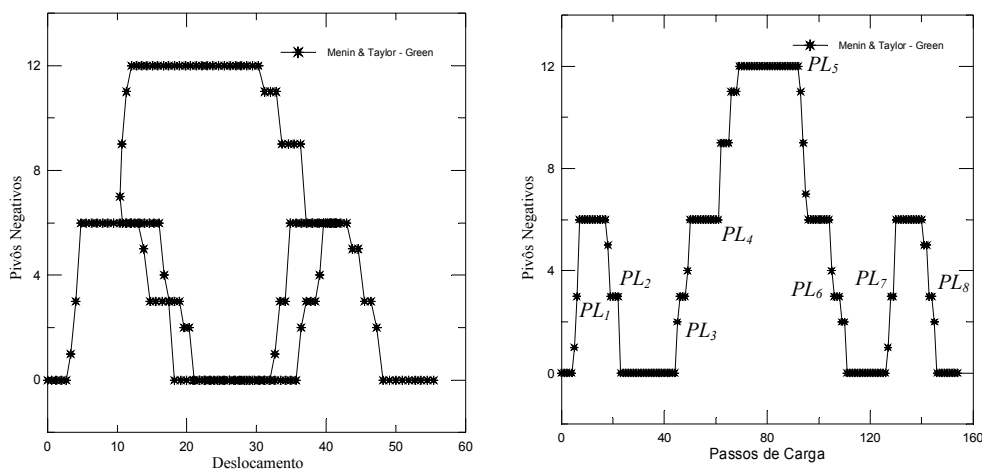 Menin & Taylor - Green
12
8
4
0
Pivôs Negativos
0 10 20 30 40 50 60
Deslocamento
Menin & Taylor - Green
12
8
4
0
Pivôs Negativos
PL1
PL2
PL3
PL4
PL5
PL6
PL7
PL8
0 40 80 120 160
Passos de Carga